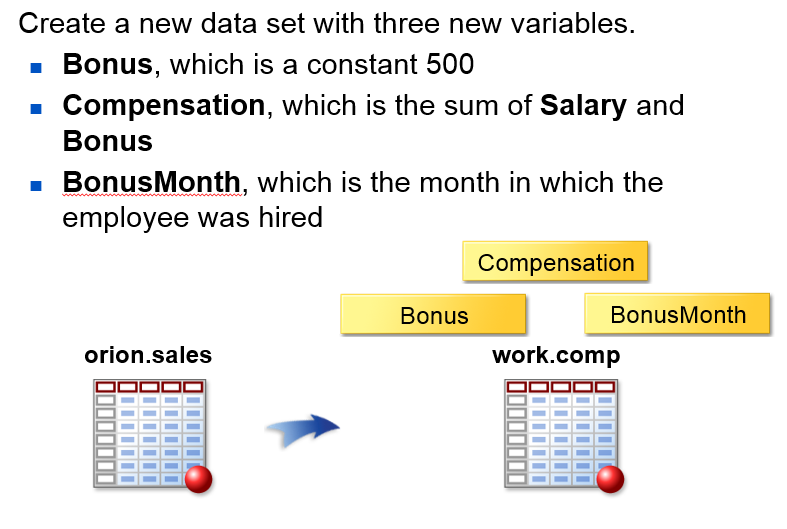 Create a new data set with three new variables.
Bonus, which is a constant 500
Compensation, which is the sum of Salary and
Bonus
BonusMonth, which is the month in which the
employee was hired
Compensation
Bonus
BonusMonth
orion.sales
work.comp